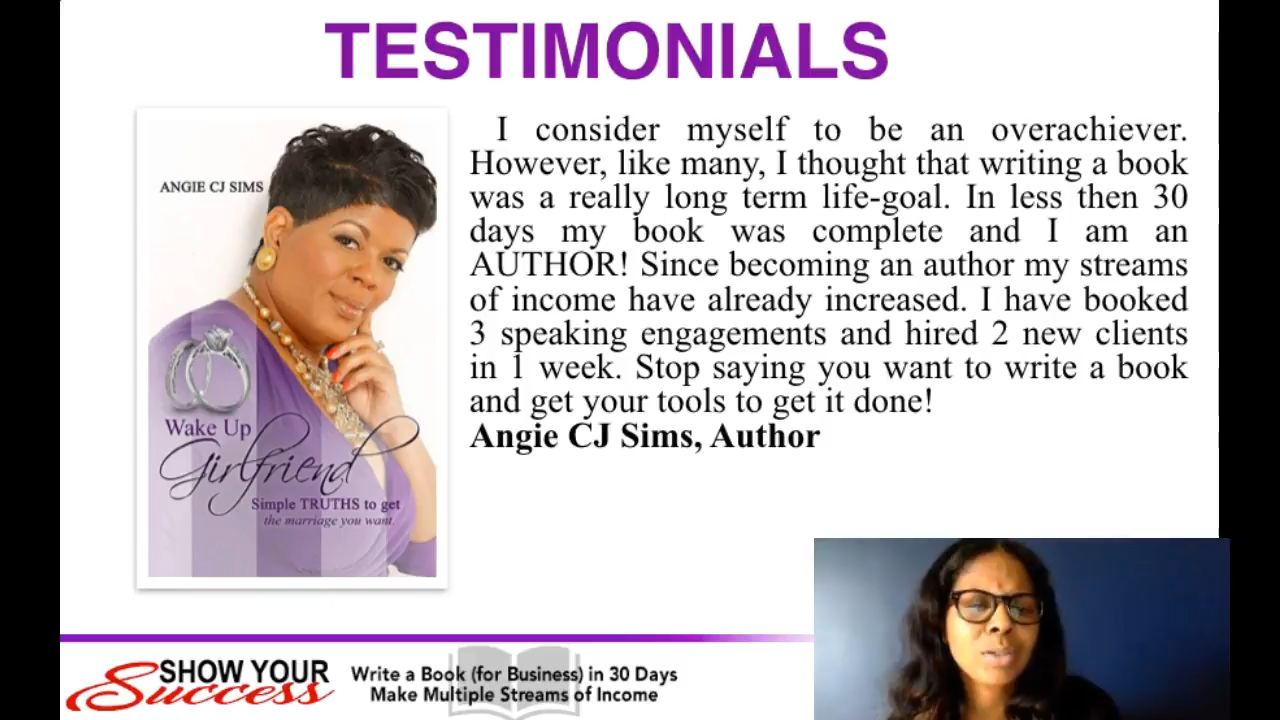 TESTIMONIALS
ANGIE CJ SIMS
Wake Up
Girlfriend
Simple TRUTHS to get
the marriage you want.
I consider myself to be an overachiever.
However, like many, I thought that writing a book
was a really long term life-goal. In less then 30
days my book was complete and I am an
AUTHOR! Since becoming an author my streams
of income have already increased. I have booked
3 speaking engagements and hired 2 new clients
in 1 week. Stop saying you want to write a book
and get your tools to get it done!
Angie CJ Sims, Author
SHOW YOUR
Success
Write a Book (for Business) in 30 Days
Make Multiple Streams of Income